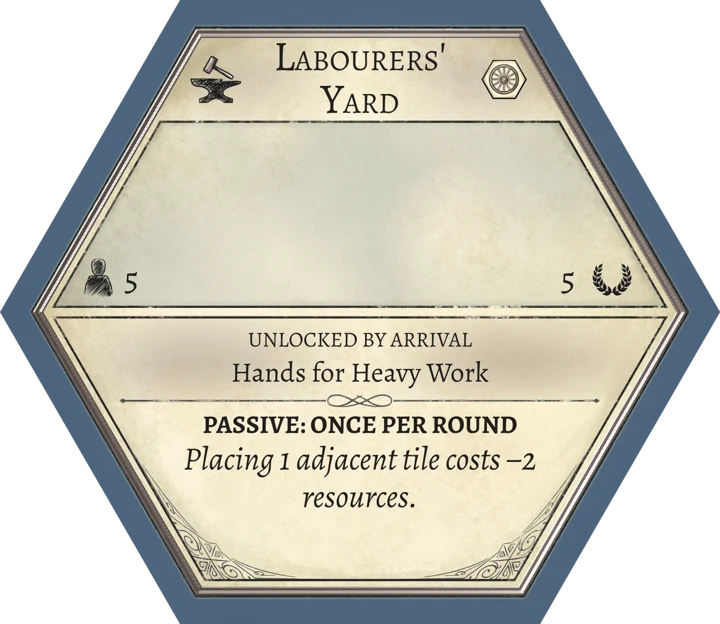 LABOURERS'
YARD
5
5
UNLOCKED BY ARRIVAL
Hands for Heavy Work
PASSIVE: ONCE PER ROUND
Placing 1 adjacent tile costs –2
resources.